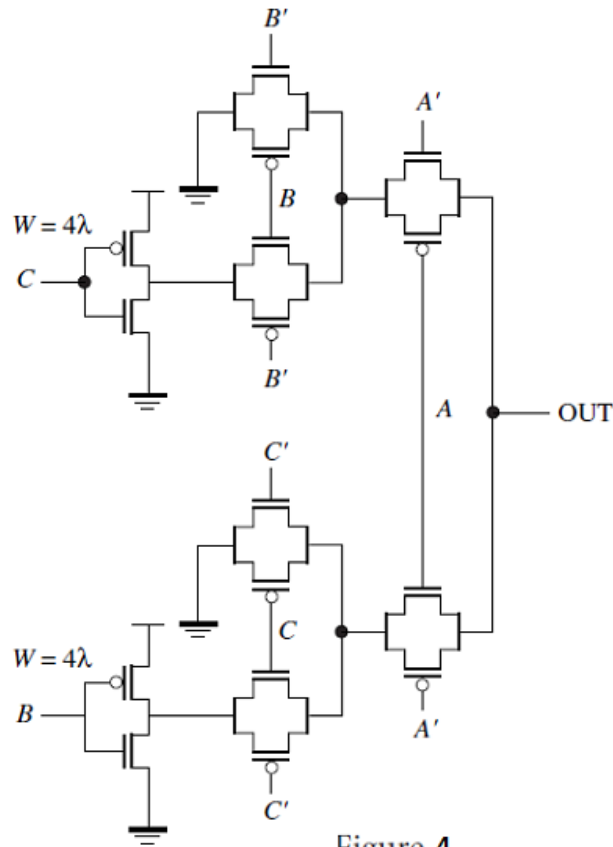 B'
A'
B
W = 4λ
C
B'
A
OUT
C'
C
W = 4λ
B
A'
C'
Figure 4